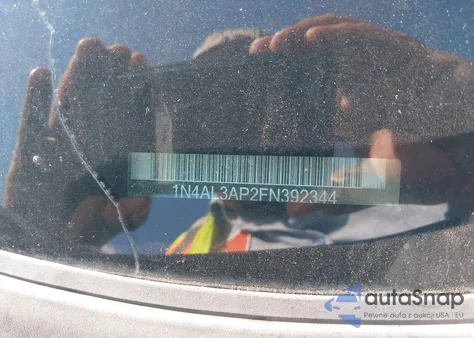 1N4AL3AP2FN392344
autoSnap
Pewne auta z aukcji USA i EU